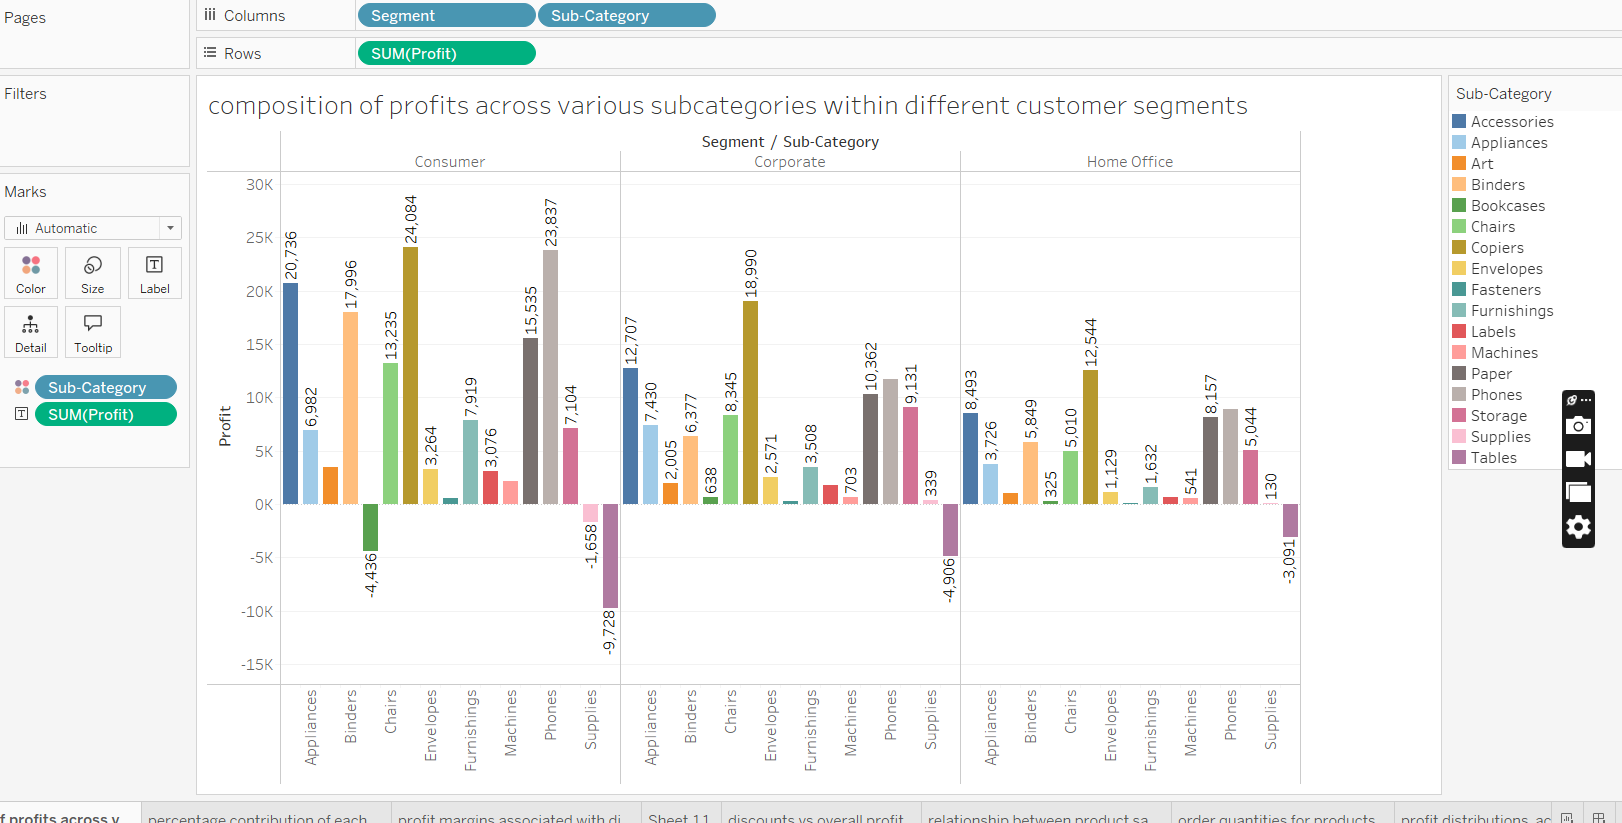 Pages
Columns
Segment
Sub-Category
Rows
SUM(Profit)
Filters
Marks
Automatic
Color
Size
Label
Detail
Tooltip
Sub-Category
SUM(Profit)
composition of profits across various subcategories within different customer segments
Segment / Sub-Category
Consumer
Corporate
Home Office
Profit
30K
25K
20K
15K
10K
5K
0K
-5K
-10K
-15K
20,736
6,982
17,996
-4,436
13,235
24,084
3,264
7,919
3,076
15,535
23,837
7,104
-1,658
-9,728
12,707
7,430
2,005
6,377
638
8,345
18,990
2,571
3,508
703
10,362
9,131
339
-4,906
8,493
3,726
5,849
325
5,010
12,544
1,129
1,632
541
8,157
5,044
130
-3,091
Appliances
Binders
Chairs
Envelopes
Furnishings
Machines
Phones
Supplies
Appliances
Binders
Chairs
Envelopes
Furnishings
Machines
Phones
Supplies
Appliances
Binders
Chairs
Envelopes
Furnishings
Machines
Phones
Supplies
Sub-Category
Accessories
Appliances
Art
Binders
Bookcases
Chairs
Copiers
Envelopes
Fasteners
Furnishings
Labels
Machines
Paper
Phones
Storage
Supplies
Tables
f profits across v...
percentage contribution of each...
profit margins associated with di...
Sheet 11
discounts vs overall profit
relationship between product sa...
order quantities for products
profit distributions, ac...